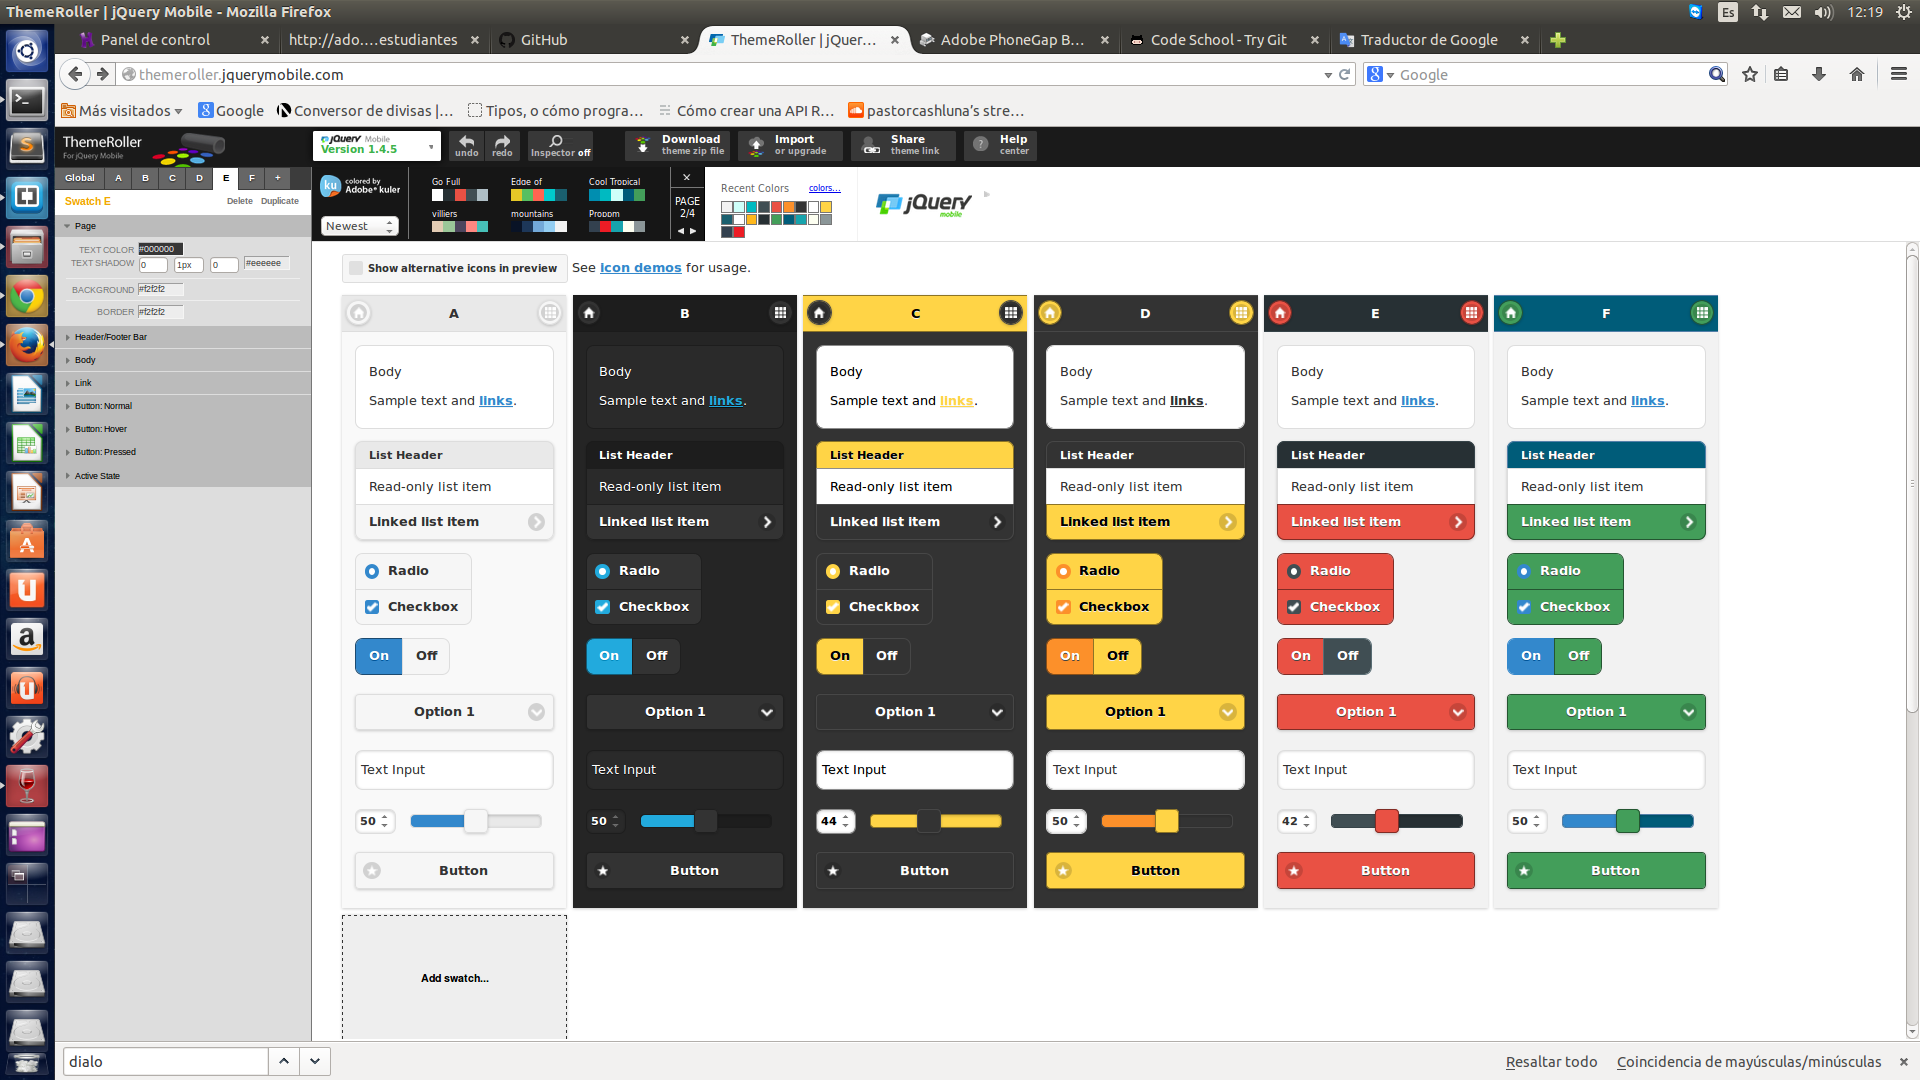 ThemeRoller | jQuery Mobile - Mozilla Firefox
Es
12:19
Panel de control
http://ado....estudiantes
GitHub
ThemeRoller | jQuer...
Adobe PhoneGap B...
Code School - Try Git
Traductor de Google
themeroller.jquerymobile.com
Google
Más visitados
Google
Conversor de divisas |...
Tipos, o cómo progra...
Cómo crear una API R...
pastorcashluna's stre...
ThemeRoller
For jQuery Mobile
jQuery Mobile
Version 1.4.5
undo
redo
Inspector off
Download
theme zip file
Import
or upgrade
Share
theme link
Help
center
Global A B C D E F +
Swatch E
Delete Duplicate
Page
TEXT COLOR #000000
TEXT SHADOW 0 1px 0 #eeeeee
BACKGROUND #f2f2f2
BORDER #f2f2f2
Header/Footer Bar
Body
Link
Button: Normal
Button: Hover
Button: Pressed
Active State
ku
colored by
Adobe® kuler
Newest
Go Full
Edge of
Cool Tropical
villiers
mountains
Proppm
PAGE
2/4
Recent Colors
colors...
jQuery
mobile
Show alternative icons in preview
See icon demos for usage.
A
Body
Sample text and links.
List Header
Read-only list item
Linked list item
Radio
Checkbox
On Off
Option 1
Text Input
50
Button
B
Body
Sample text and links.
List Header
Read-only list item
Linked list item
Radio
Checkbox
On Off
Option 1
Text Input
50
Button
C
Body
Sample text and links.
List Header
Read-only list item
Linked list item
Radio
Checkbox
On Off
Option 1
Text Input
44
Button
D
Body
Sample text and links.
List Header
Read-only list item
Linked list item
Radio
Checkbox
On Off
Option 1
Text Input
50
Button
E
Body
Sample text and links.
List Header
Read-only list item
Linked list item
Radio
Checkbox
On Off
Option 1
Text Input
42
Button
F
Body
Sample text and links.
List Header
Read-only list item
Linked list item
Radio
Checkbox
On Off
Option 1
Text Input
50
Button
Add swatch...
dialo
Resaltar todo
Coincidencia de mayúsculas/minúsculas